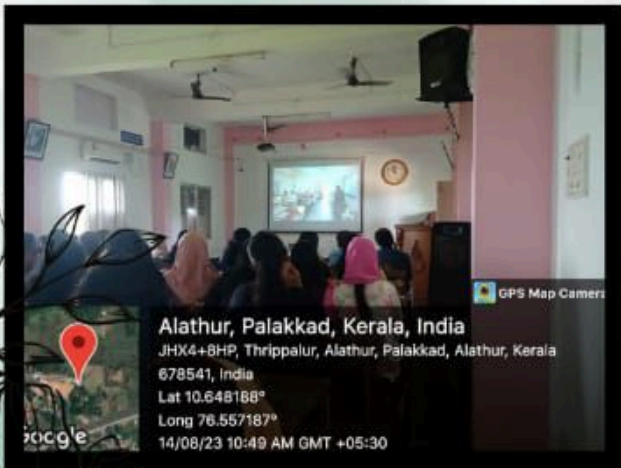 GPS Map Camera
Alathur, Palakkad, Kerala, India
JHX4+8HP, Thrippalur, Alathur, Palakkad, Alathur, Kerala
678541, India
Lat 10.648188°
Long 76.557187°
14/08/23 10:49 AM GMT +05:30
Google